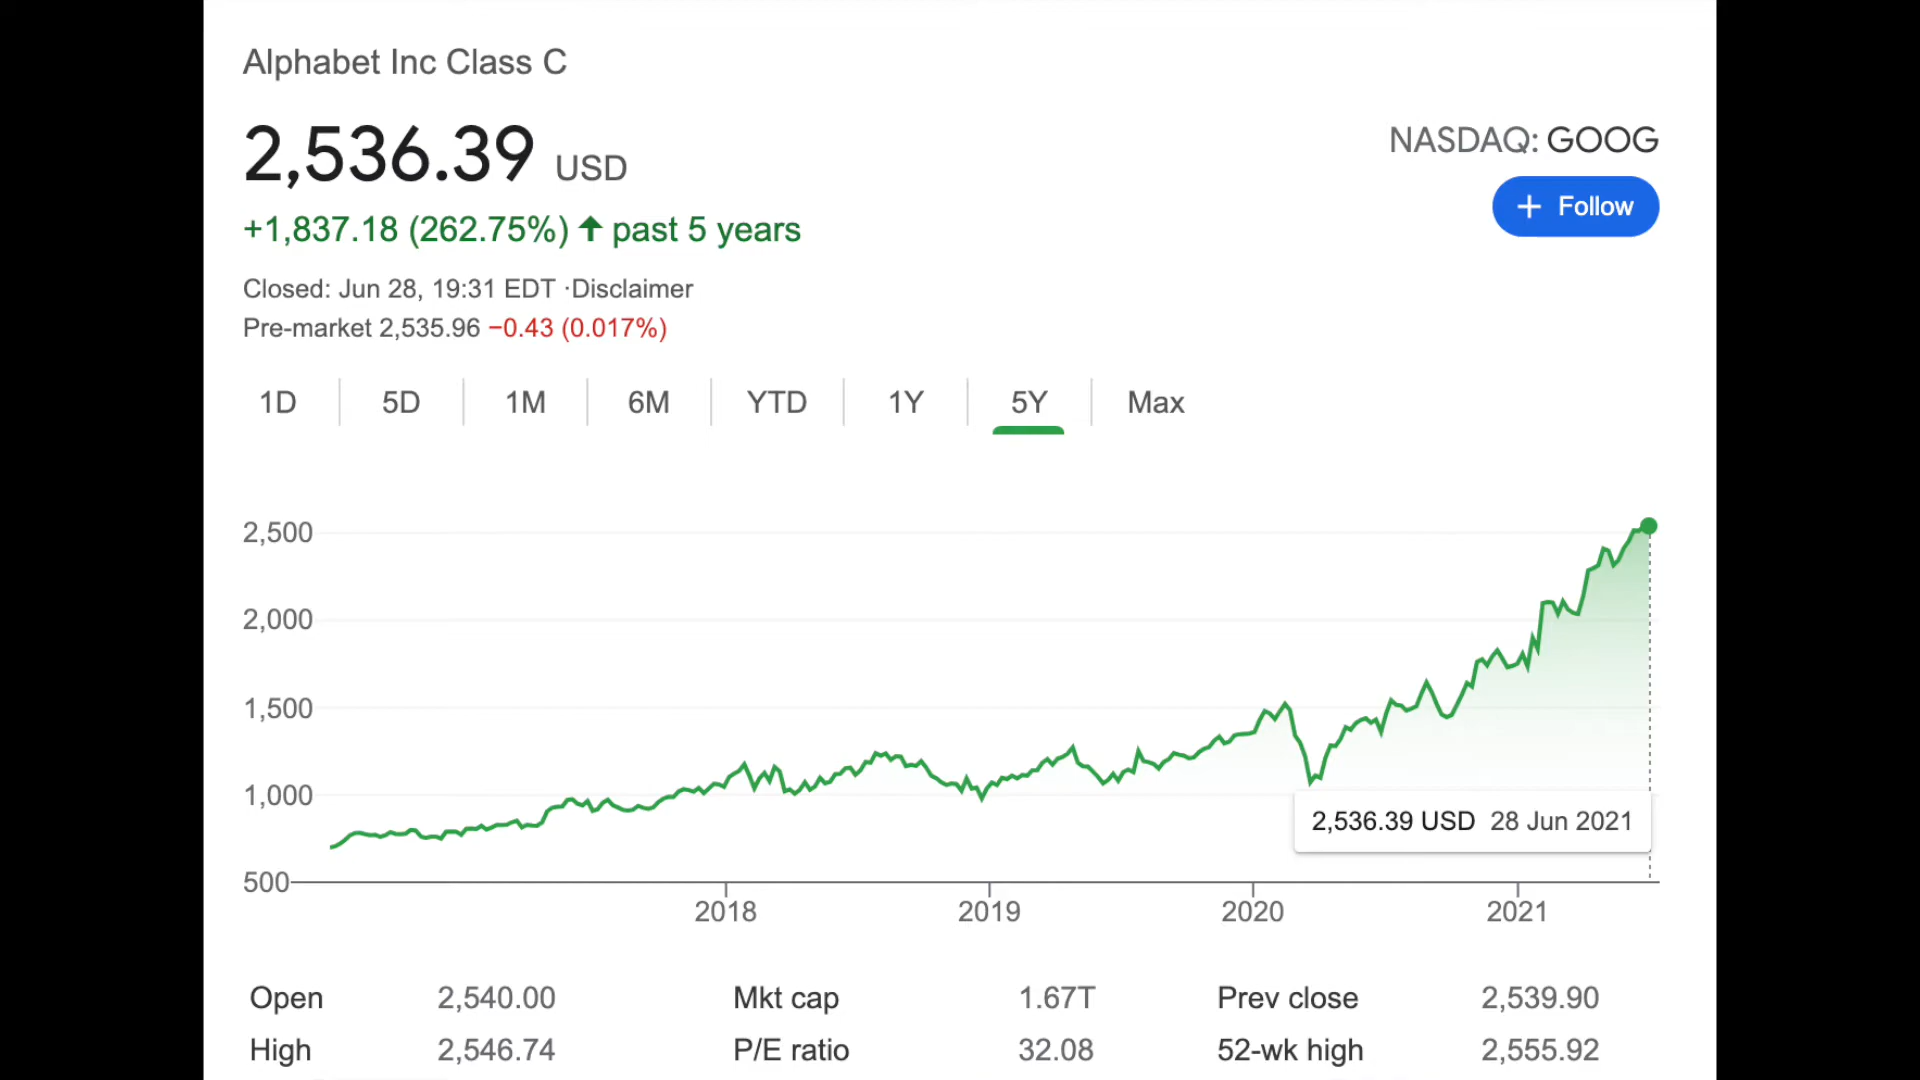 Alphabet Inc Class C
2,536.39 USD
NASDAQ: GOOG
+ Follow
+1,837.18 (262.75%) ↑ past 5 years
Closed: Jun 28, 19:31 EDT ·Disclaimer
Pre-market 2,535.96 −0.43 (0.017%)
1D 5D 1M 6M YTD 1Y 5Y Max
2,500
2,000
1,500
1,000
2,536.39 USD 28 Jun 2021
500
2018 2019 2020 2021
Open 2,540.00 Mkt cap 1.67T Prev close 2,539.90
High 2,546.74 P/E ratio 32.08 52-wk high 2,555.92